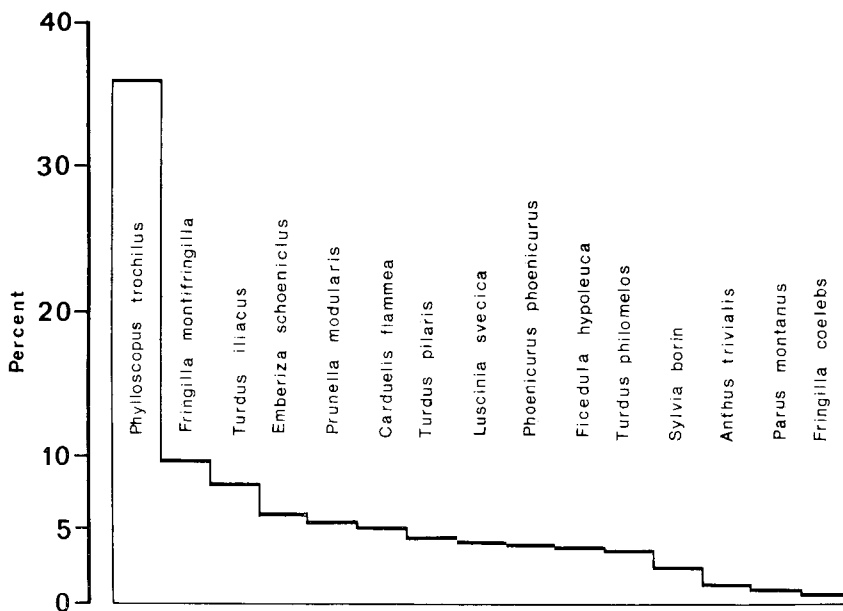 40
30
20
10
5
0
Percent
Phylloscopus trochilus
Fringilla montifringilla
Turdus iliacus
Emberiza schoeniclus
Prunella modularis
Carduelis flammea
Turdus pilaris
Luscinia svecica
Phoenicurus phoenicurus
Ficedula hypoleuca
Turdus philomelos
Sylvia borin
Anthus trivialis
Parus montanus
Fringilla coelebs